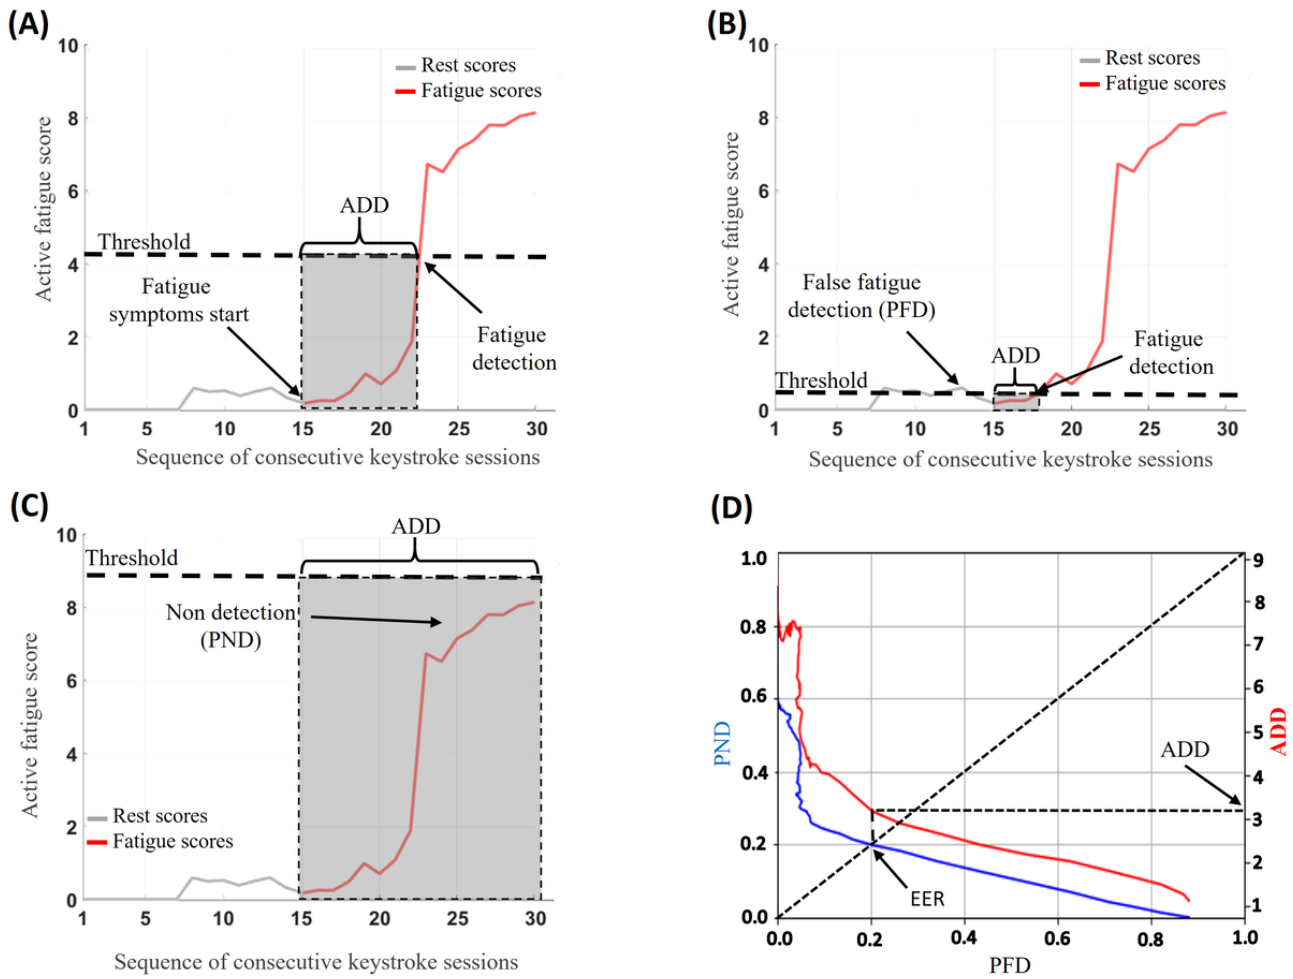 (A)
10
8
6
4
2
0
Active fatigue score
Rest scores
Fatigue scores
ADD
Threshold
Fatigue
symptoms start
Fatigue
detection
1 5 10 15 20 25 30
Sequence of consecutive keystroke sessions
(B)
10
8
6
4
2
0
Active fatigue score
Rest scores
Fatigue scores
False fatigue
detection (PFD)
ADD
Fatigue
detection
Threshold
1 5 10 15 20 25 30
Sequence of consecutive keystroke sessions
(C)
10
8
6
4
2
0
Active fatigue score
ADD
Threshold
Non detection
(PND)
Rest scores
Fatigue scores
1 5 10 15 20 25 30
Sequence of consecutive keystroke sessions
(D)
1.0
0.8
0.6
0.4
0.2
0.0
PND
9
8
7
6
5
4
3
2
1
ADD
ADD
EER
0.0 0.2 0.4 0.6 0.8 1.0
PFD